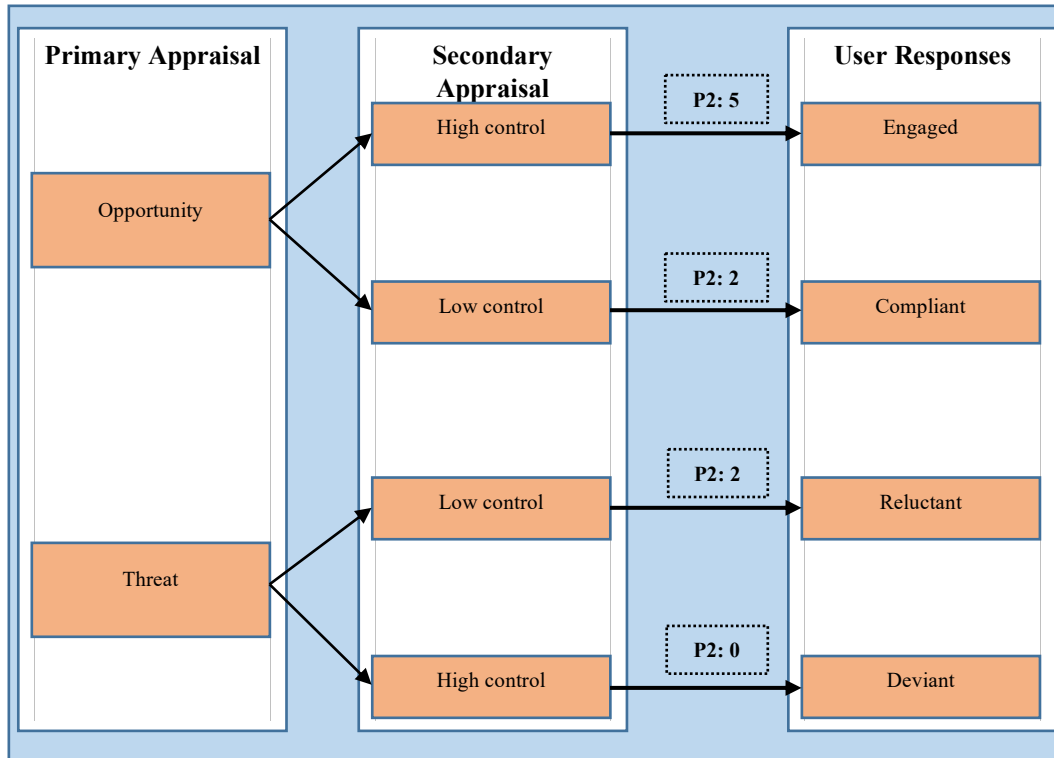 Primary Appraisal
Secondary
Appraisal
User Responses
P2: 5
High control
Engaged
Opportunity
P2: 2
Low control
Compliant
P2: 2
Low control
Reluctant
Threat
P2: 0
High control
Deviant